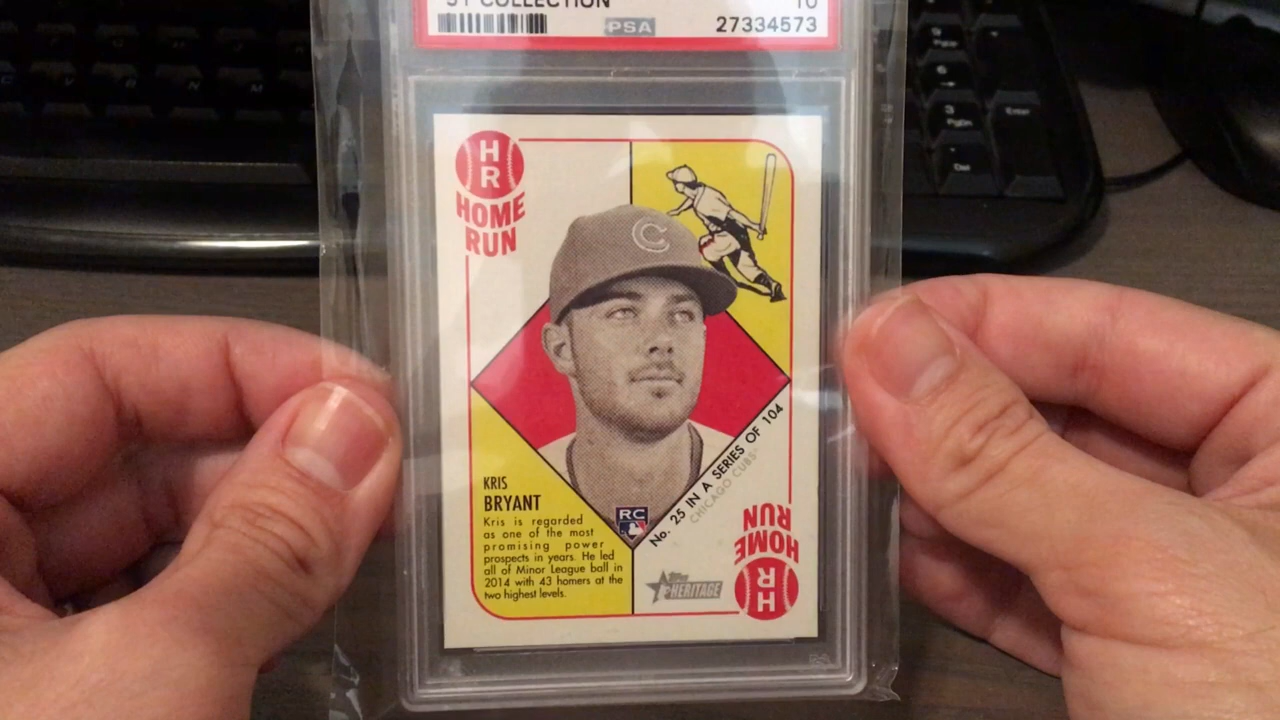 '51 COLLECTION 10
PSA 27334573
H
R
HOME
RUN
C
KRIS
BRYANT
Kris is regarded
as one of the most
promising power
prospects in years. He led
all of Minor League ball in
2014 with 43 homers at the
two highest levels.
RC
No. 25 IN A SERIES OF 104
CHICAGO CUBS
TOPPS
HERITAGE
HOME
RUN
H
R
Enter